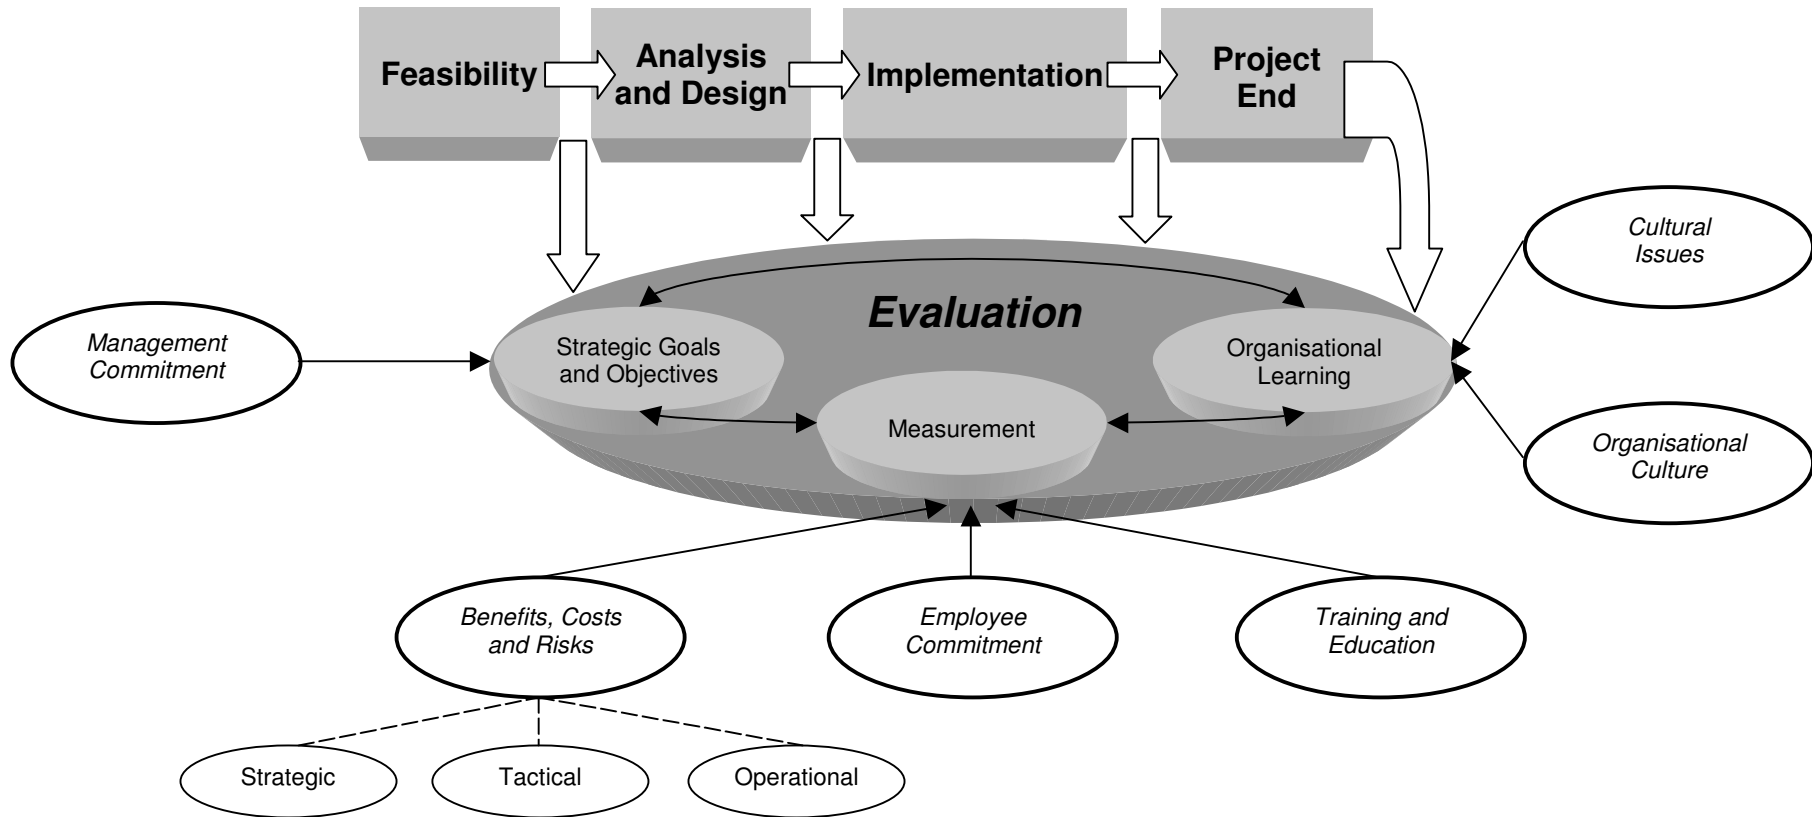 Feasibility
Analysis
and Design
Implementation
Project
End
Cultural
Issues
Evaluation
Management
Commitment
Strategic Goals
and Objectives
Organisational
Learning
Measurement
Organisational
Culture
Benefits, Costs
and Risks
Employee
Commitment
Training and
Education
Strategic
Tactical
Operational